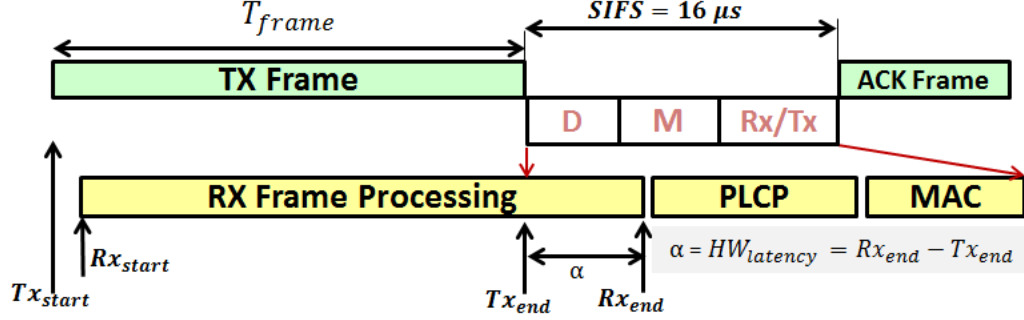 T_frame
SIFS = 16 μs
TX Frame
ACK Frame
D
M
Rx/Tx
RX Frame Processing
PLCP
MAC
Rx_start
α
α = HW_latency = Rx_end − Tx_end
Tx_start
Tx_end
Rx_end